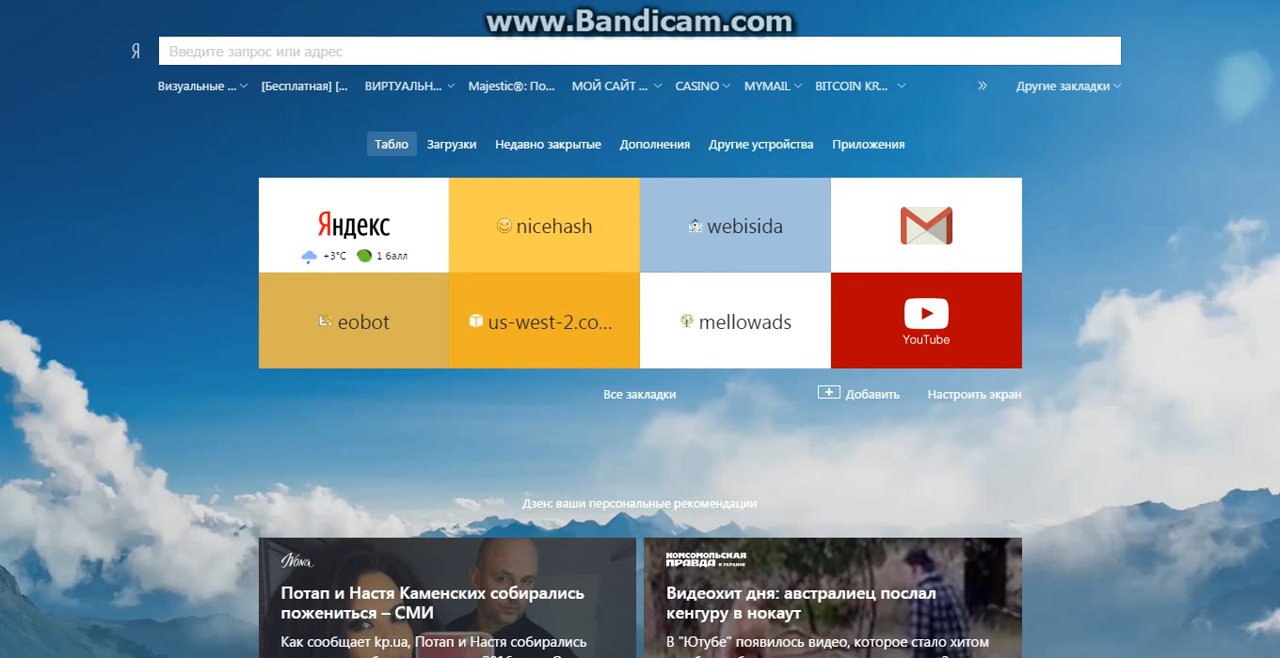 www.Bandicam.com
Я
Введите запрос или адрес
Визуальные ... [Бесплатная] [... ВИРТУАЛЬН... Majestic®: По... МОЙ САЙТ ... CASINO MYMAIL BITCOIN KR... » Другие закладки
Табло Загрузки Недавно закрытые Дополнения Другие устройства Приложения
Яндекс
+3°C 1 балл
nicehash
webisida
eobot
us-west-2.co...
mellowads
YouTube
Все закладки
Добавить
Настроить экран
Дзен: ваши персональные рекомендации
Nona
Потап и Настя Каменских собирались
пожениться – СМИ
Как сообщает kp.ua, Потап и Настя собирались
КОМСОМОЛЬСКАЯ
ПРАВДА В УКРАИНЕ
Видеохит дня: австралиец послал
кенгуру в нокаут
В "Ютубе" появилось видео, которое стало хитом